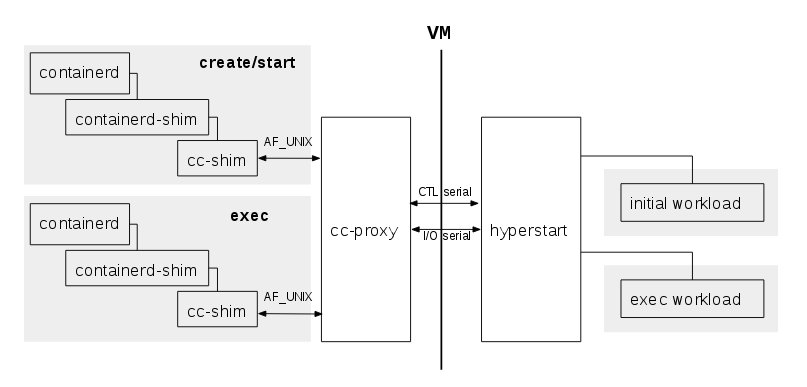 VM
create/start
containerd
containerd-shim
cc-shim
AF_UNIX
exec
containerd
containerd-shim
cc-shim
AF_UNIX
cc-proxy
CTL serial
I/O serial
hyperstart
initial workload
exec workload